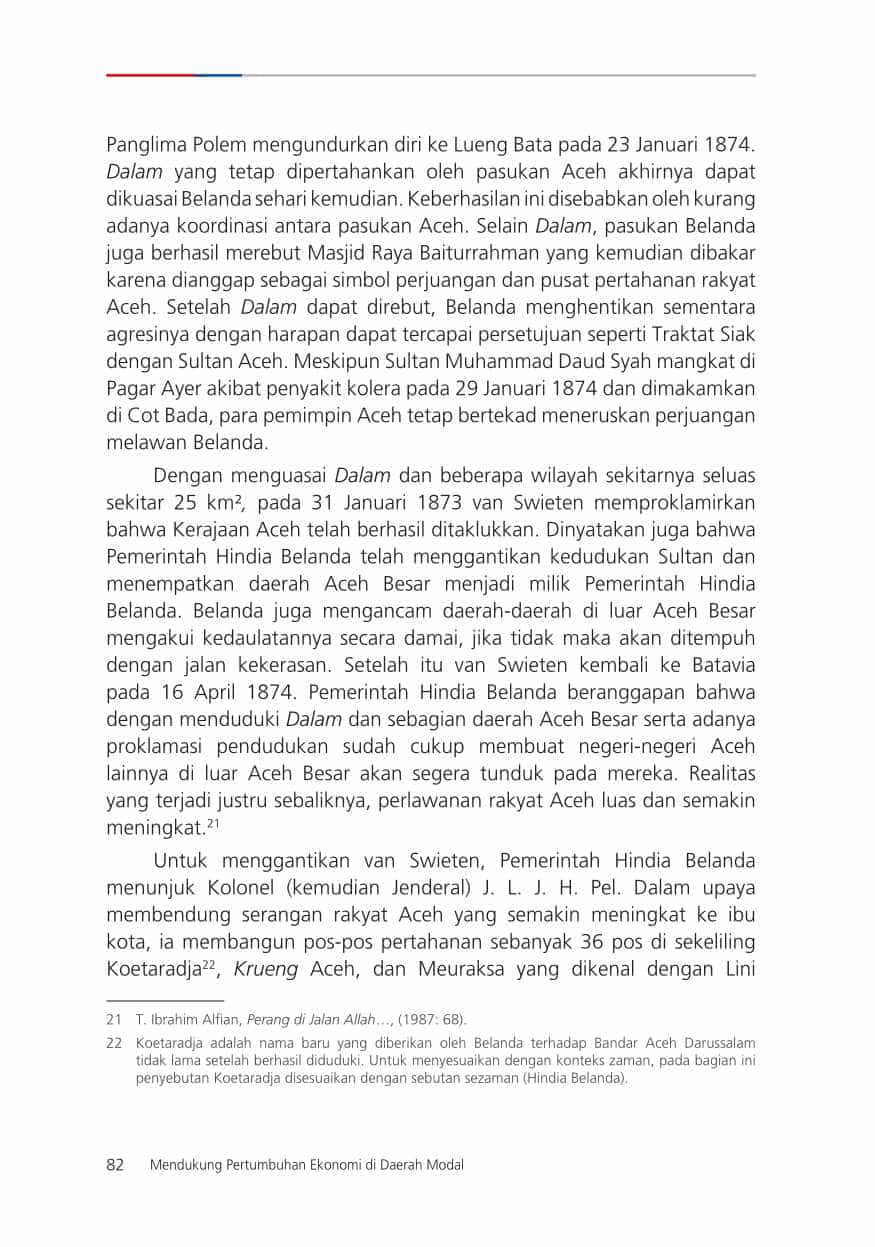 Panglima Polem mengundurkan diri ke Lueng Bata pada 23 Januari 1874.
Dalam yang tetap dipertahankan oleh pasukan Aceh akhirnya dapat
dikuasai Belanda sehari kemudian. Keberhasilan ini disebabkan oleh kurang
adanya koordinasi antara pasukan Aceh. Selain Dalam, pasukan Belanda
juga berhasil merebut Masjid Raya Baiturrahman yang kemudian dibakar
karena dianggap sebagai simbol perjuangan dan pusat pertahanan rakyat
Aceh. Setelah Dalam dapat direbut, Belanda menghentikan sementara
agresinya dengan harapan dapat tercapai persetujuan seperti Traktat Siak
dengan Sultan Aceh. Meskipun Sultan Muhammad Daud Syah mangkat di
Pagar Ayer akibat penyakit kolera pada 29 Januari 1874 dan dimakamkan
di Cot Bada, para pemimpin Aceh tetap bertekad meneruskan perjuangan
melawan Belanda.
Dengan menguasai Dalam dan beberapa wilayah sekitarnya seluas
sekitar 25 km², pada 31 Januari 1873 van Swieten memproklamirkan
bahwa Kerajaan Aceh telah berhasil ditaklukkan. Dinyatakan juga bahwa
Pemerintah Hindia Belanda telah menggantikan kedudukan Sultan dan
menempatkan daerah Aceh Besar menjadi milik Pemerintah Hindia
Belanda. Belanda juga mengancam daerah-daerah di luar Aceh Besar
mengakui kedaulatannya secara damai, jika tidak maka akan ditempuh
dengan jalan kekerasan. Setelah itu van Swieten kembali ke Batavia
pada 16 April 1874. Pemerintah Hindia Belanda beranggapan bahwa
dengan menduduki Dalam dan sebagian daerah Aceh Besar serta adanya
proklamasi pendudukan sudah cukup membuat negeri-negeri Aceh
lainnya di luar Aceh Besar akan segera tunduk pada mereka. Realitas
yang terjadi justru sebaliknya, perlawanan rakyat Aceh luas dan semakin
meningkat.²¹
Untuk menggantikan van Swieten, Pemerintah Hindia Belanda
menunjuk Kolonel (kemudian Jenderal) J. L. J. H. Pel. Dalam upaya
membendung serangan rakyat Aceh yang semakin meningkat ke ibu
kota, ia membangun pos-pos pertahanan sebanyak 36 pos di sekeliling
Koetaradja²², Krueng Aceh, dan Meuraksa yang dikenal dengan Lini
21 T. Ibrahim Alfian, Perang di Jalan Allah…, (1987: 68).
22 Koetaradja adalah nama baru yang diberikan oleh Belanda terhadap Bandar Aceh Darussalam
tidak lama setelah berhasil diduduki. Untuk menyesuaikan dengan konteks zaman, pada bagian ini
penyebutan Koetaradja disesuaikan dengan sebutan sezaman (Hindia Belanda).
82 Mendukung Pertumbuhan Ekonomi di Daerah Modal